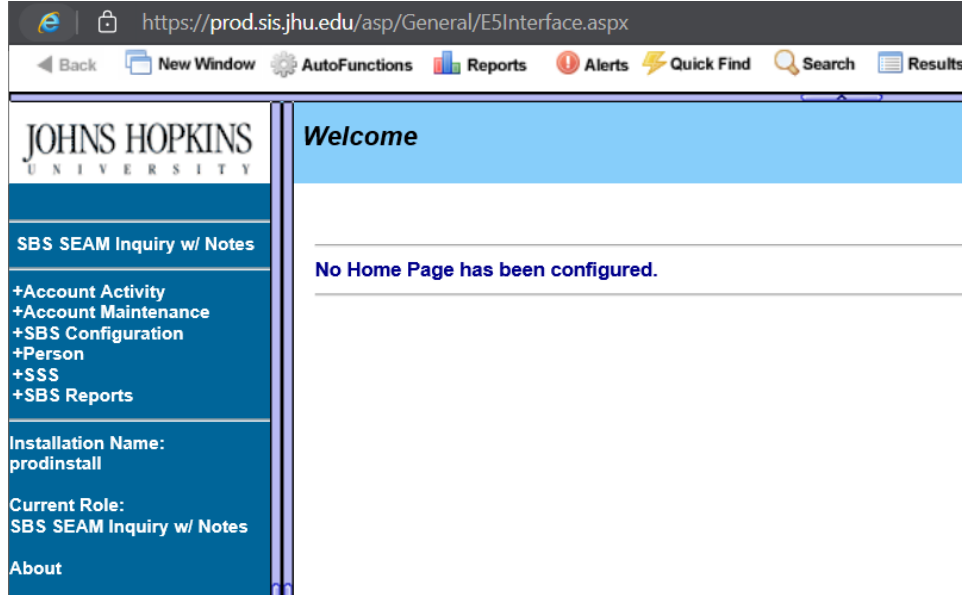 https://prod.sis.jhu.edu/asp/General/E5Interface.aspx
Back New Window AutoFunctions Reports Alerts Quick Find Search Results
JOHNS HOPKINS
UNIVERSITY
Welcome
SBS SEAM Inquiry w/ Notes
No Home Page has been configured.
+Account Activity
+Account Maintenance
+SBS Configuration
+Person
+SSS
+SBS Reports
Installation Name:
prodinstall
Current Role:
SBS SEAM Inquiry w/ Notes
About